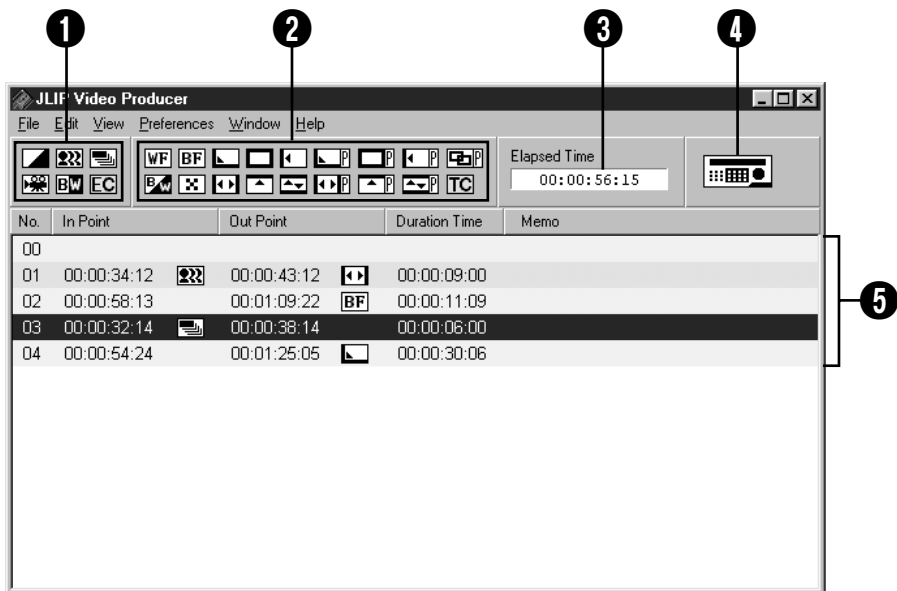 1 2 3 4
JLIP Video Producer
File Edit View Preferences Window Help
WF BF P P P P
BW EC B/W P P P TC
Elapsed Time
00:00:56:15
No. In Point Out Point Duration Time Memo
00
01 00:00:34:12 00:00:43:12 00:00:09:00
02 00:00:58:13 00:01:09:22 BF 00:00:11:09
03 00:00:32:14 00:00:38:14 00:00:06:00
04 00:00:54:24 00:01:25:05 00:00:30:06
5